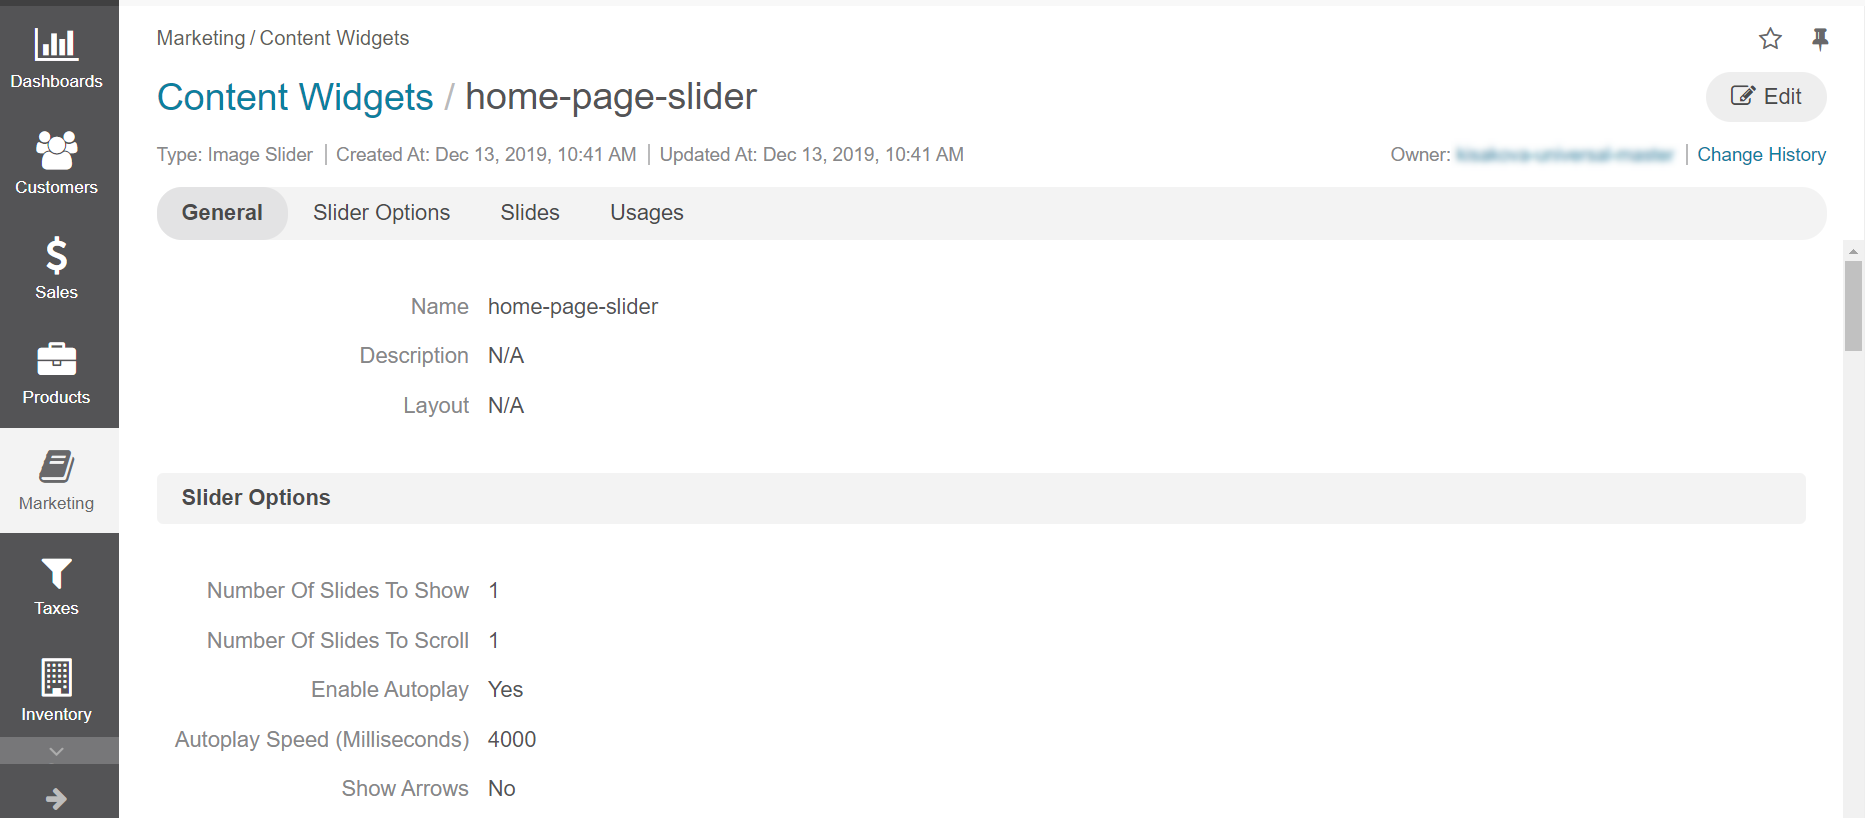 Marketing / Content Widgets
Content Widgets / home-page-slider
Edit
Type: Image Slider | Created At: Dec 13, 2019, 10:41 AM | Updated At: Dec 13, 2019, 10:41 AM
Owner: | Change History
General Slider Options Slides Usages
Name home-page-slider
Description N/A
Layout N/A
Slider Options
Number Of Slides To Show 1
Number Of Slides To Scroll 1
Enable Autoplay Yes
Autoplay Speed (Milliseconds) 4000
Show Arrows No
Dashboards
Customers
Sales
Products
Marketing
Taxes
Inventory